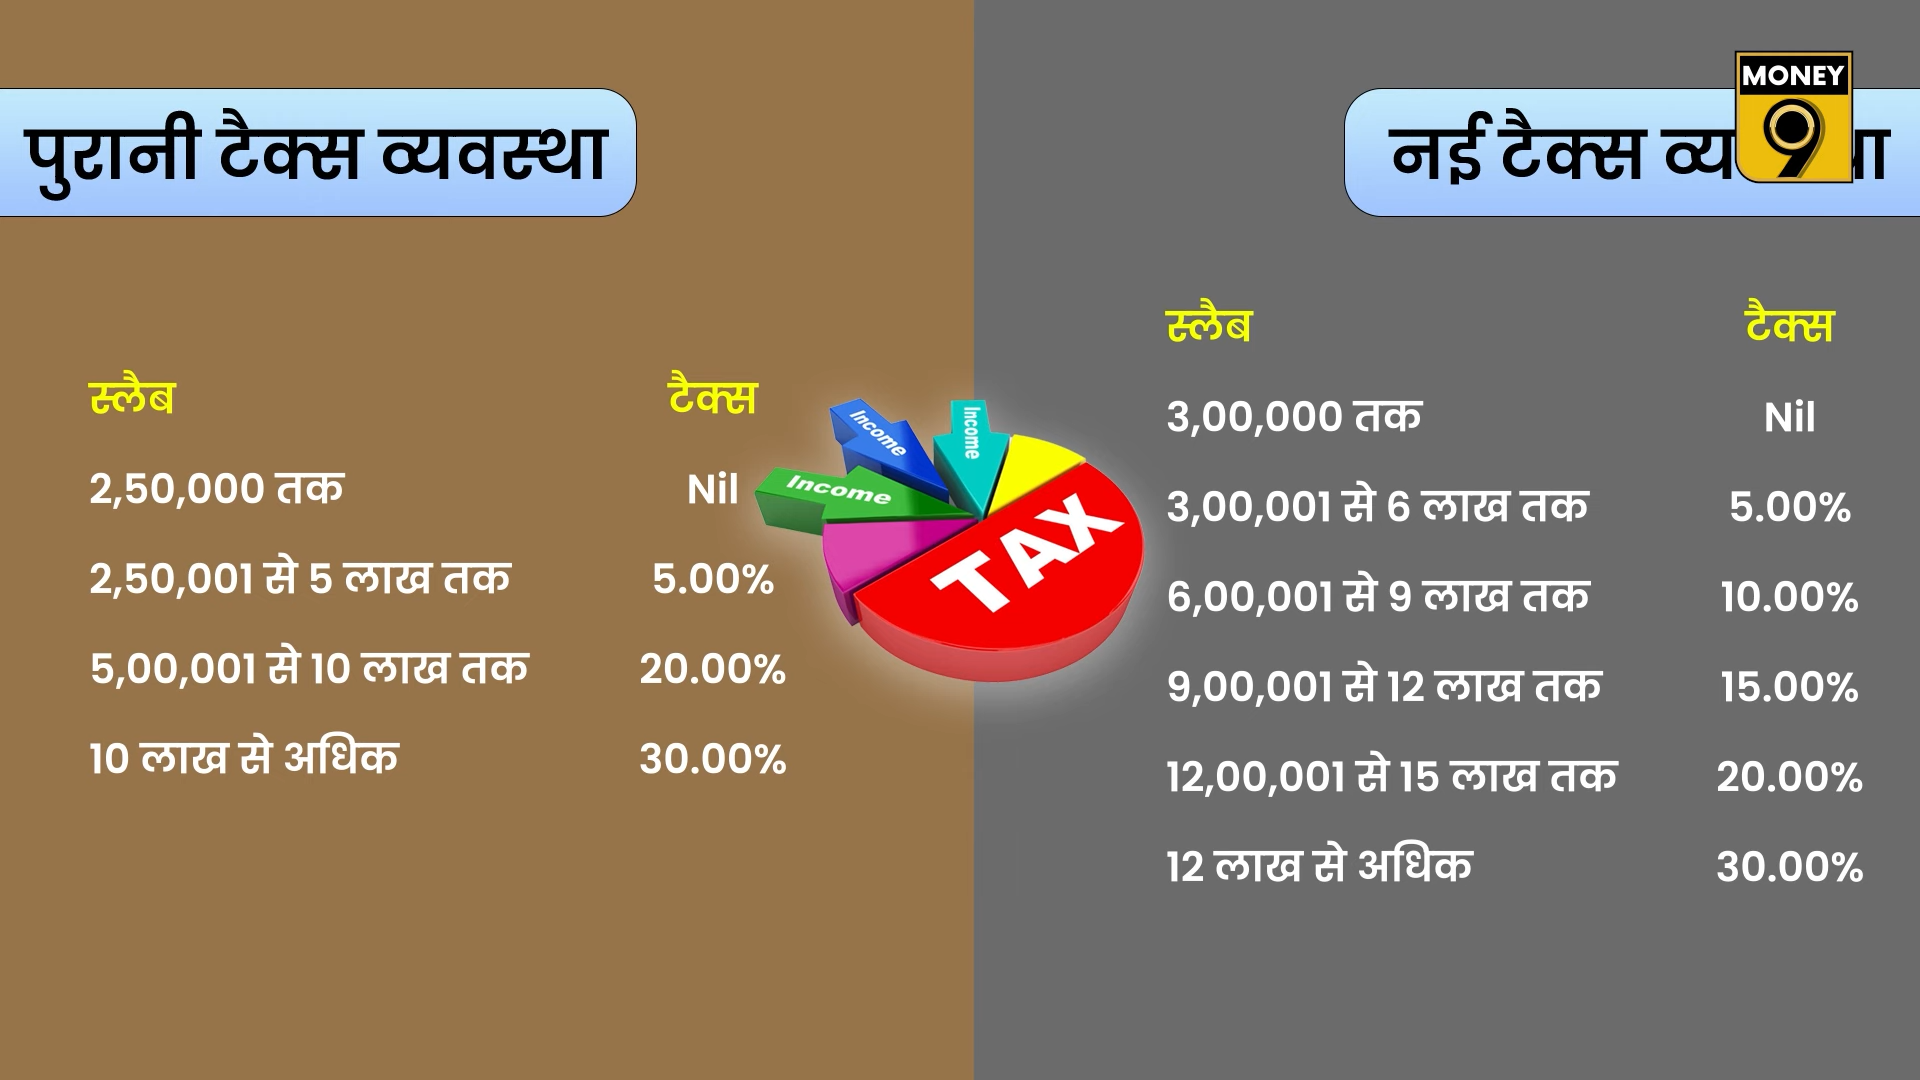 पुरानी टैक्स व्यवस्था
स्लैब टैक्स
2,50,000 तक Nil
2,50,001 से 5 लाख तक 5.00%
5,00,001 से 10 लाख तक 20.00%
10 लाख से अधिक 30.00%
Income
Income
Income
TAX
MONEY
9
नई टैक्स
स्लैब टैक्स
3,00,000 तक Nil
3,00,001 से 6 लाख तक 5.00%
6,00,001 से 9 लाख तक 10.00%
9,00,001 से 12 लाख तक 15.00%
12,00,001 से 15 लाख तक 20.00%
12 लाख से अधिक 30.00%